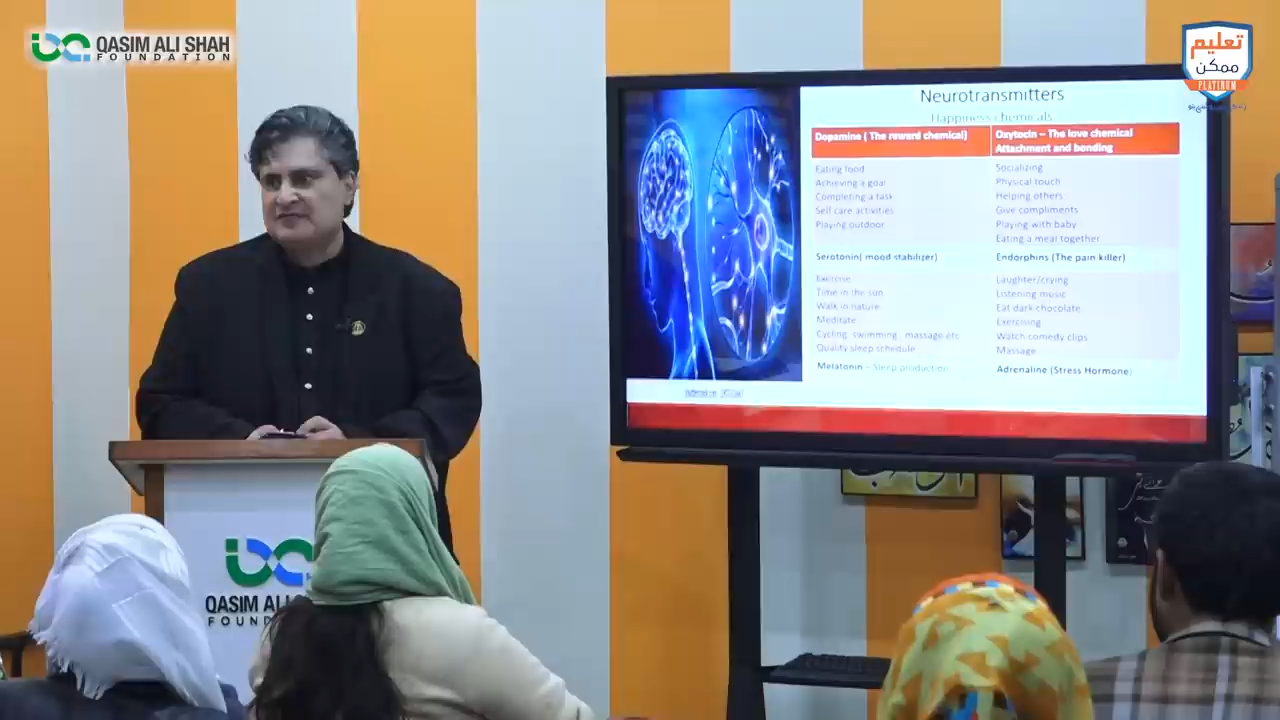 QASIM ALI SHAH
FOUNDATION
تعلیم
ممکن
PLATINUM
Neurotransmitters
Happiness chemicals
Dopamine ( The reward chemical)
Eating food
Achieving a goal
Completing a task
Self care activities
Playing outdoor
Oxytocin – The love chemical
Attachment and bonding
Socializing
Physical touch
Helping others
Give compliments
Playing with baby
Eating a meal together
Serotonin( mood stabilizer)
Exercise
Time in the sun
Walk in nature
Meditate
Cycling, swimming , massage etc
Quality sleep schedule
Endorphins (The pain killer)
Laughter/crying
Listening music
Eat dark chocolate
Exercising
Watch comedy clips
Massage
Melatonin – Sleep production
Adrenaline (Stress Hormone)
QASIM ALI
FOUND